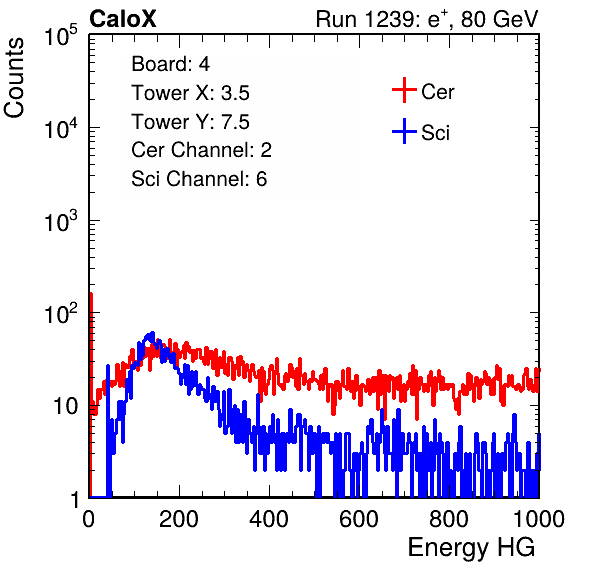 CaloX Run 1239: e⁺, 80 GeV
Counts
Board: 4
Tower X: 3.5
Tower Y: 7.5
Cer Channel: 2
Sci Channel: 6
Cer
Sci
10⁵
10⁴
10³
10²
10
1
0 200 400 600 800 1000
Energy HG